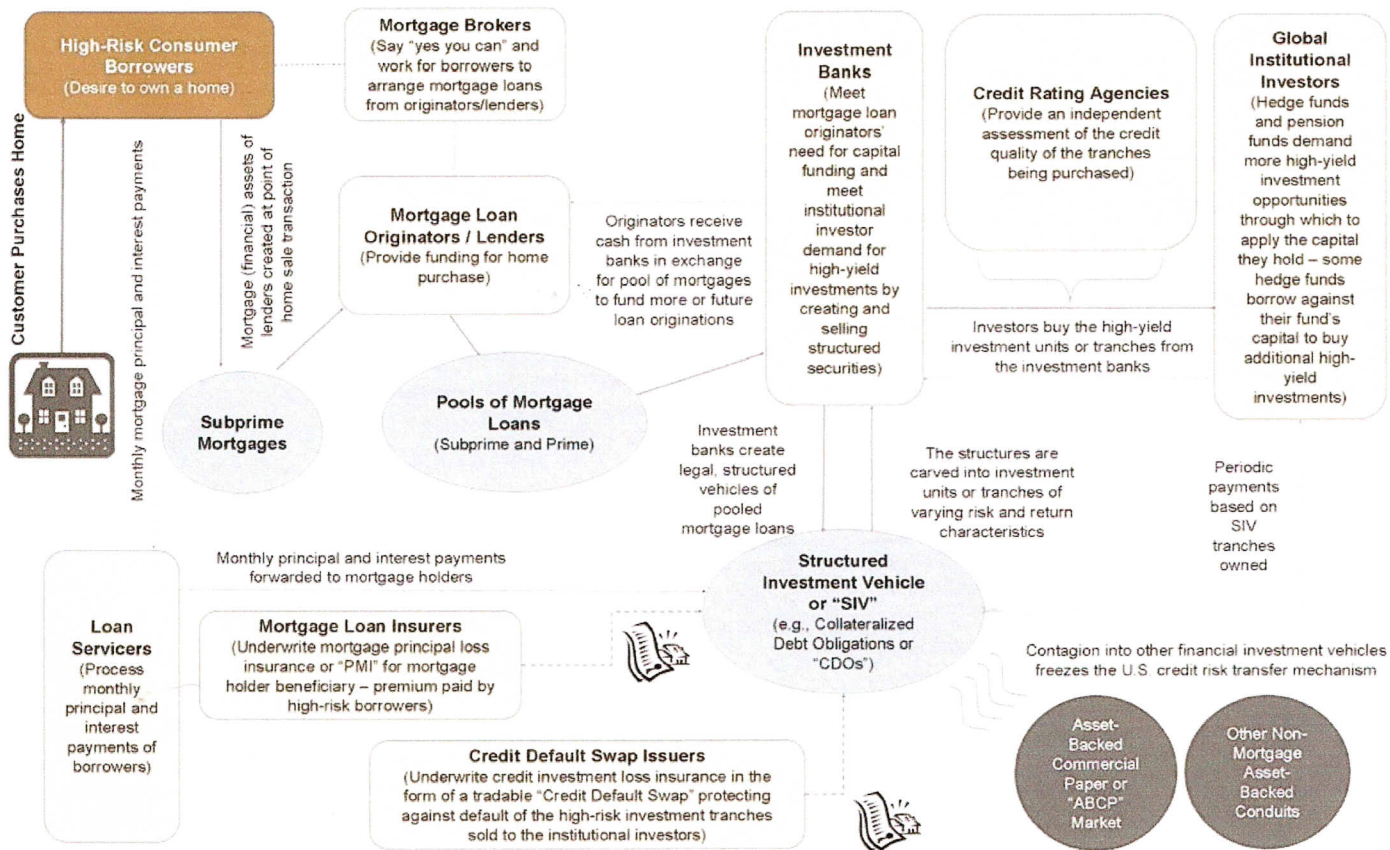 High-Risk Consumer
Borrowers
(Desire to own a home)
Mortgage Brokers
(Say "yes you can" and
work for borrowers to
arrange mortgage loans
from originators/lenders)
Investment
Banks
(Meet
mortgage loan
originators'
need for capital
funding and
meet
institutional
investor
demand for
high-yield
investments by
creating and
selling
structured
securities)
Credit Rating Agencies
(Provide an independent
assessment of the credit
quality of the tranches
being purchased)
Global
Institutional
Investors
(Hedge funds
and pension
funds demand
more high-yield
investment
opportunities
through which to
apply the capital
they hold – some
hedge funds
borrow against
their fund's
capital to buy
additional high-
yield
investments)
Customer Purchases Home
Monthly mortgage principal and interest payments
Mortgage (financial) assets of
lenders created at point of
home sale transaction
Mortgage Loan
Originators / Lenders
(Provide funding for home
purchase)
Originators receive
cash from investment
banks in exchange
for pool of mortgages
to fund more or future
loan originations
Investors buy the high-yield
investment units or tranches from
the investment banks
Subprime
Mortgages
Pools of Mortgage
Loans
(Subprime and Prime)
Investment
banks create
legal, structured
vehicles of
pooled
mortgage loans
The structures are
carved into investment
units or tranches of
varying risk and return
characteristics
Periodic
payments
based on
SIV
tranches
owned
Monthly principal and interest payments
forwarded to mortgage holders
Structured
Investment Vehicle
or "SIV"
(e.g., Collateralized
Debt Obligations or
"CDOs")
Loan
Servicers
(Process
monthly
principal and
interest
payments of
borrowers)
Mortgage Loan Insurers
(Underwrite mortgage principal loss
insurance or "PMI" for mortgage
holder beneficiary – premium paid by
high-risk borrowers)
Contagion into other financial investment vehicles
freezes the U.S. credit risk transfer mechanism
Asset-
Backed
Commercial
Paper or
"ABCP"
Market
Other Non-
Mortgage
Asset-
Backed
Conduits
Credit Default Swap Issuers
(Underwrite credit investment loss insurance in the
form of a tradable "Credit Default Swap" protecting
against default of the high-risk investment tranches
sold to the institutional investors)